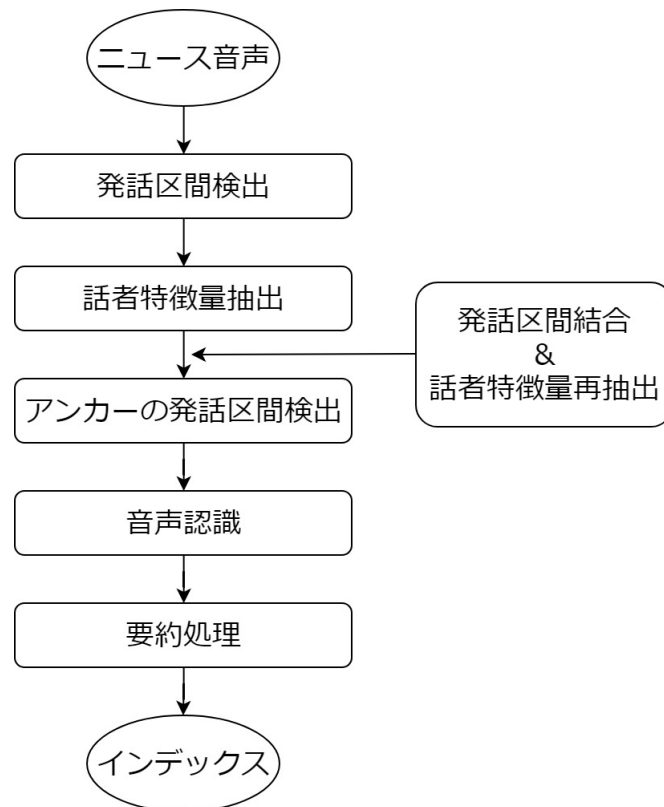 ニュース音声
発話区間検出
話者特徴量抽出
発話区間結合
&
話者特徴量再抽出
アンカーの発話区間検出
音声認識
要約処理
インデックス